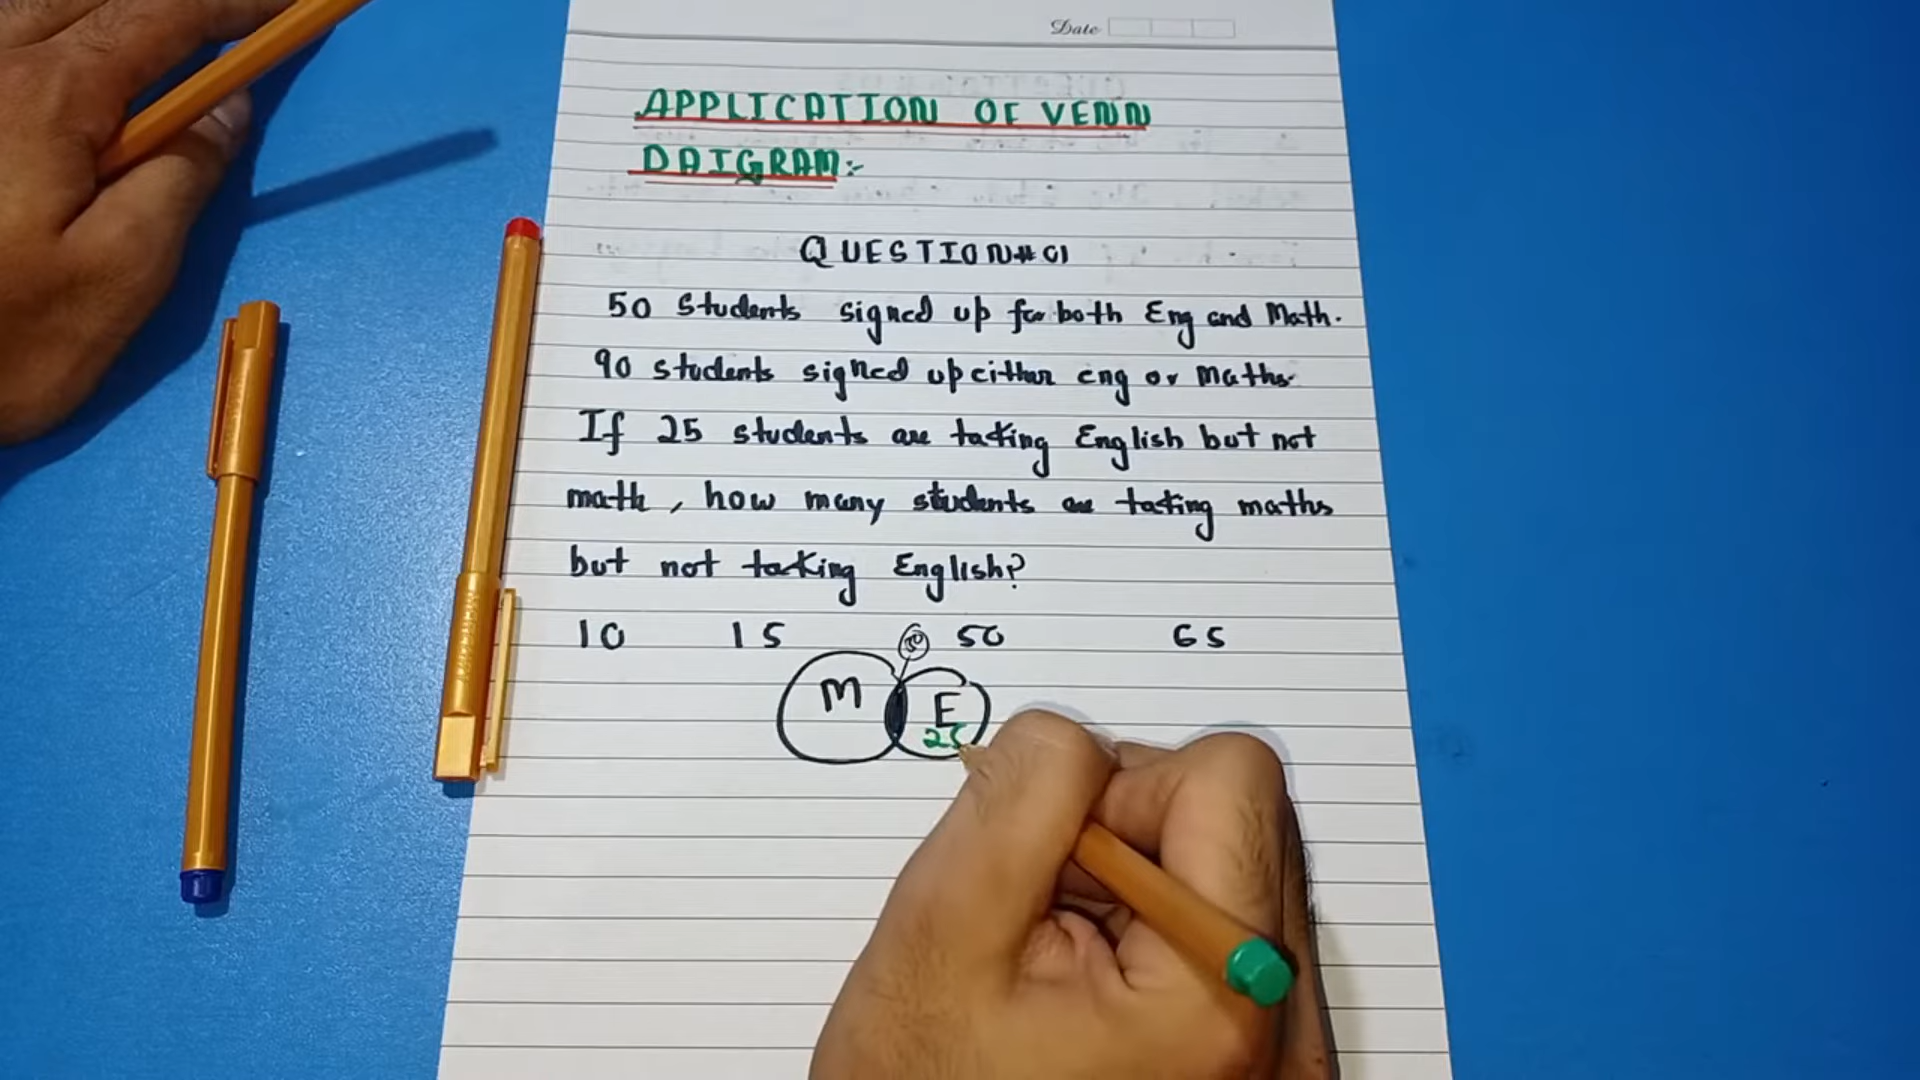 Date
APPLICATION OF VENN
DAIGRAM:-
QUESTION#01
50 students signed up for both Eng and Math.
90 students signed up either eng or Maths.
If 25 students are taking English but not
math, how many students are taking maths
but not taking English?
10 15 50 65
50
M E
25